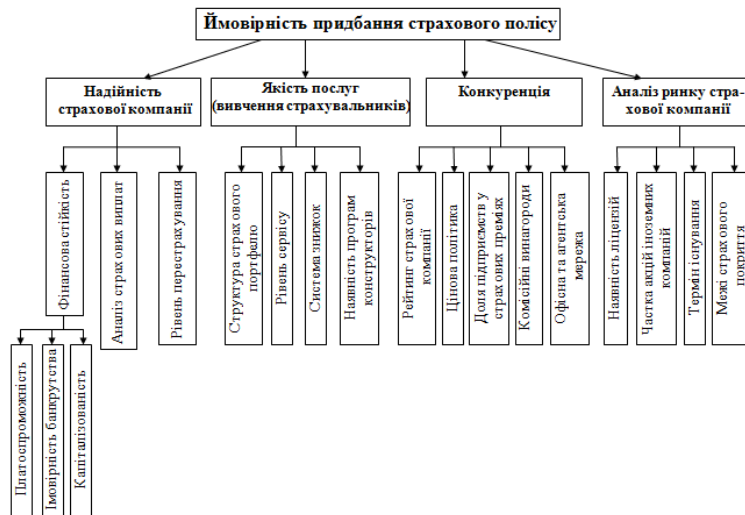 Ймовірність придбання страхового полісу
Надійність
страхової компанії
Якість послуг
(вивчення страхувальників)
Конкуренція
Аналіз ринку стра-
хової компанії
Фінансова стійкість
Аналіз страхових виплат
Рівень перестрахування
Структура страхового
портфелю
Рівень сервісу
Система знижок
Наявність програм
конструкторів
Рейтинг страхової
компанії
Цінова політика
Доля підприємств у
страхових преміях
Комісійні винагороди
Офісна та агентська
мережа
Наявність ліцензій
Частка акцій іноземних
компаній
Термін існування
Межі страхового
покриття
Платоспроможність
Імовірність банкрутства
Капіталізованість